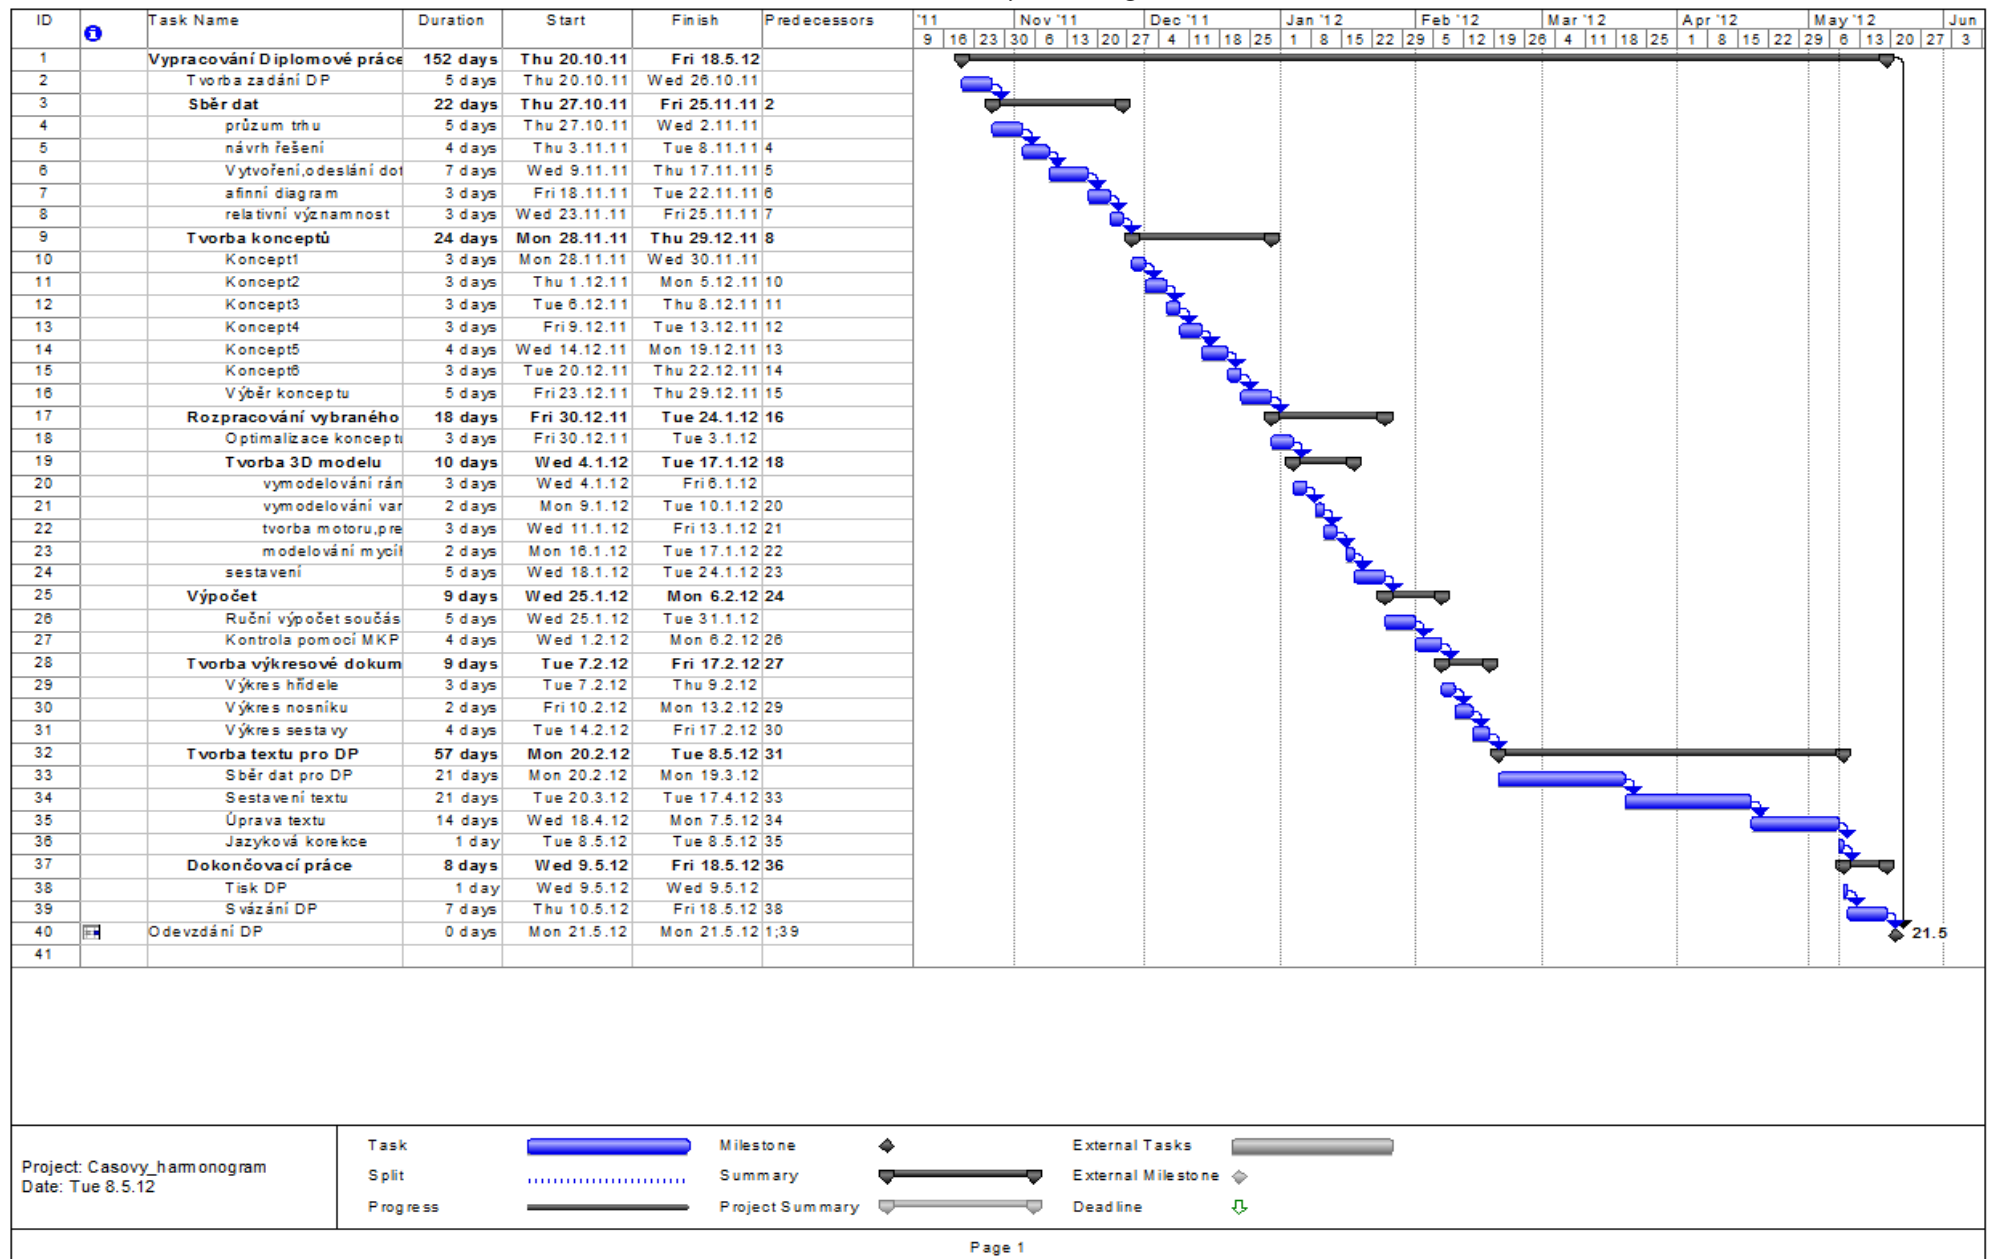 ID Task Name Duration Start Finish Predecessors '11 Nov '11 Dec '11 Jan '12 Feb '12 Mar '12 Apr '12 May '12 Jun
9 16 23 30 6 13 20 27 4 11 18 25 1 8 15 22 29 5 12 19 26 4 11 18 25 1 8 15 22 29 6 13 20 27 3
1 Vypracování Diplomové práce 152 days Thu 20.10.11 Fri 18.5.12
2 Tvorba zadání DP 5 days Thu 20.10.11 Wed 26.10.11
3 Sběr dat 22 days Thu 27.10.11 Fri 25.11.11 2
4 průzum trhu 5 days Thu 27.10.11 Wed 2.11.11
5 návrh řešení 4 days Thu 3.11.11 Tue 8.11.11 4
6 Vytvoření,odeslání dot 7 days Wed 9.11.11 Thu 17.11.11 5
7 afinní diagram 3 days Fri 18.11.11 Tue 22.11.11 6
8 relativní významnost 3 days Wed 23.11.11 Fri 25.11.11 7
9 Tvorba konceptů 24 days Mon 28.11.11 Thu 29.12.11 8
10 Koncept1 3 days Mon 28.11.11 Wed 30.11.11
11 Koncept2 3 days Thu 1.12.11 Mon 5.12.11 10
12 Koncept3 3 days Tue 6.12.11 Thu 8.12.11 11
13 Koncept4 3 days Fri 9.12.11 Tue 13.12.11 12
14 Koncept5 4 days Wed 14.12.11 Mon 19.12.11 13
15 Koncept6 3 days Tue 20.12.11 Thu 22.12.11 14
16 Výběr konceptu 5 days Fri 23.12.11 Thu 29.12.11 15
17 Rozpracování vybraného 18 days Fri 30.12.11 Tue 24.1.12 16
18 Optimalizace konceptu 3 days Fri 30.12.11 Tue 3.1.12
19 Tvorba 3D modelu 10 days Wed 4.1.12 Tue 17.1.12 18
20 vymodelování rán 3 days Wed 4.1.12 Fri 6.1.12
21 vymodelování var 2 days Mon 9.1.12 Tue 10.1.12 20
22 tvorba motoru,pre 3 days Wed 11.1.12 Fri 13.1.12 21
23 modelování mycíh 2 days Mon 16.1.12 Tue 17.1.12 22
24 sestavení 5 days Wed 18.1.12 Tue 24.1.12 23
25 Výpočet 9 days Wed 25.1.12 Mon 6.2.12 24
26 Ruční výpočet součás 5 days Wed 25.1.12 Tue 31.1.12
27 Kontrola pomocí MKP 4 days Wed 1.2.12 Mon 6.2.12 26
28 Tvorba výkresové dokum 9 days Tue 7.2.12 Fri 17.2.12 27
29 Výkres hřídele 3 days Tue 7.2.12 Thu 9.2.12
30 Výkres nosníku 2 days Fri 10.2.12 Mon 13.2.12 29
31 Výkres sestavy 4 days Tue 14.2.12 Fri 17.2.12 30
32 Tvorba textu pro DP 57 days Mon 20.2.12 Tue 8.5.12 31
33 Sběr dat pro DP 21 days Mon 20.2.12 Mon 19.3.12
34 Sestavení textu 21 days Tue 20.3.12 Tue 17.4.12 33
35 Úprava textu 14 days Wed 18.4.12 Mon 7.5.12 34
36 Jazyková korekce 1 day Tue 8.5.12 Tue 8.5.12 35
37 Dokončovací práce 8 days Wed 9.5.12 Fri 18.5.12 36
38 Tisk DP 1 day Wed 9.5.12 Wed 9.5.12
39 Svázání DP 7 days Thu 10.5.12 Fri 18.5.12 38
40 Odevzdání DP 0 days Mon 21.5.12 Mon 21.5.12 1;39 21.5
41
Project: Casovy_harmonogram
Date: Tue 8.5.12
Task Milestone External Tasks
Split Summary External Milestone
Progress Project Summary Deadline
Page 1